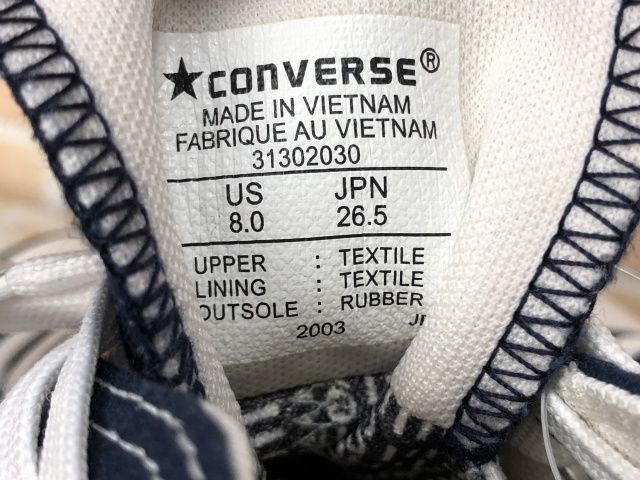 ★CONVERSE®
MADE IN VIETNAM
FABRIQUE AU VIETNAM
31302030
US JPN
8.0 26.5
UPPER : TEXTILE
LINING : TEXTILE
OUTSOLE : RUBBER
2003